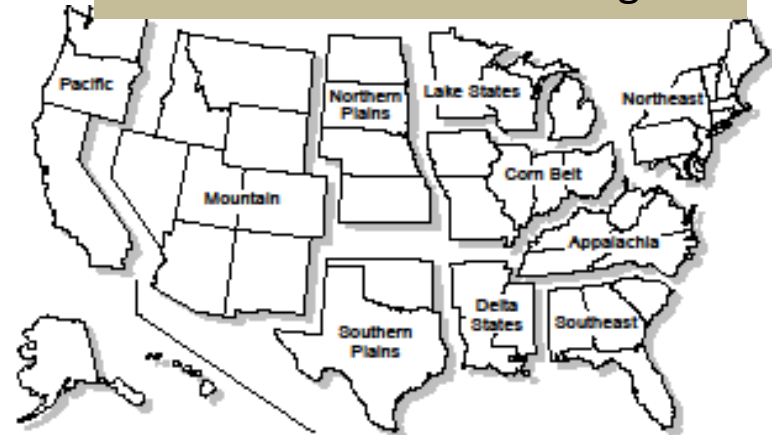 Pacific
Northern
Plains
Lake States
Northeast
Corn Belt
Mountain
Appalachia
Southern
Plains
Delta
States
Southeast